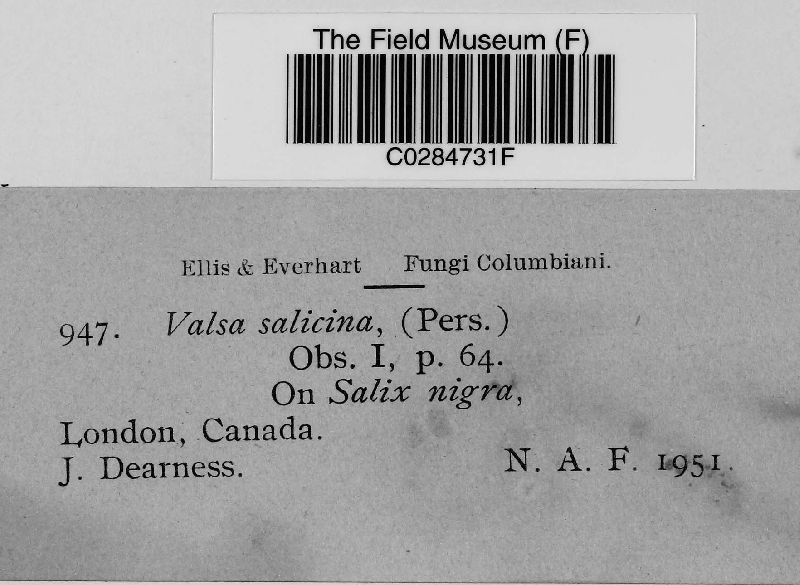 The Field Museum (F)
C0284731F
Ellis & Everhart Fungi Columbiani.
947. Valsa salicina, (Pers.)
Obs. I, p. 64.
On Salix nigra,
London, Canada.
J. Dearness. N. A. F. 1951.